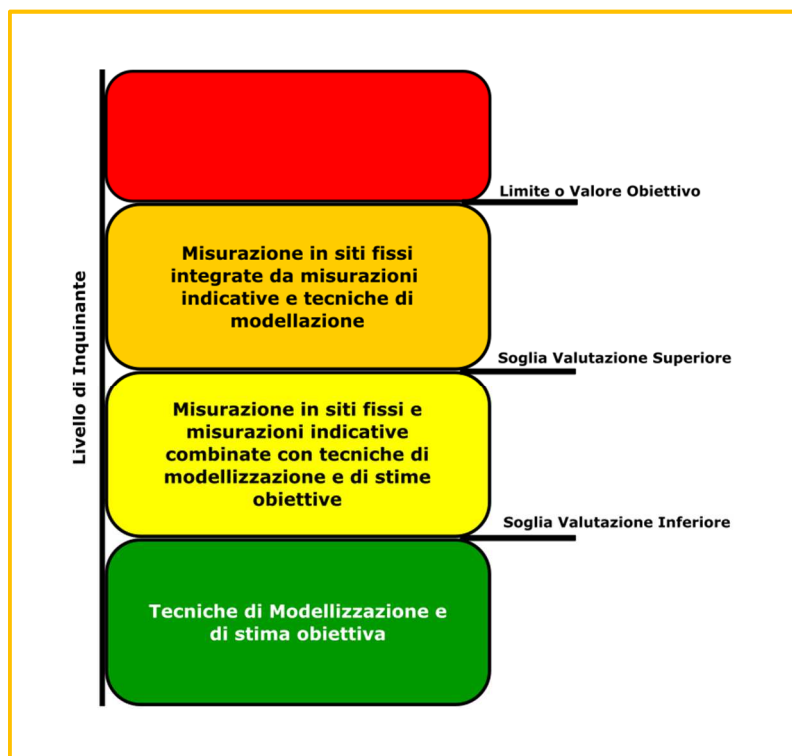 Livello di Inquinante
Limite o Valore Obiettivo
Misurazione in siti fissi
integrate da misurazioni
indicative e tecniche di
modellazione
Soglia Valutazione Superiore
Misurazione in siti fissi e
misurazioni indicative
combinate con tecniche di
modellizzazione e di stime
obiettive
Soglia Valutazione Inferiore
Tecniche di Modellizzazione e
di stima obiettiva